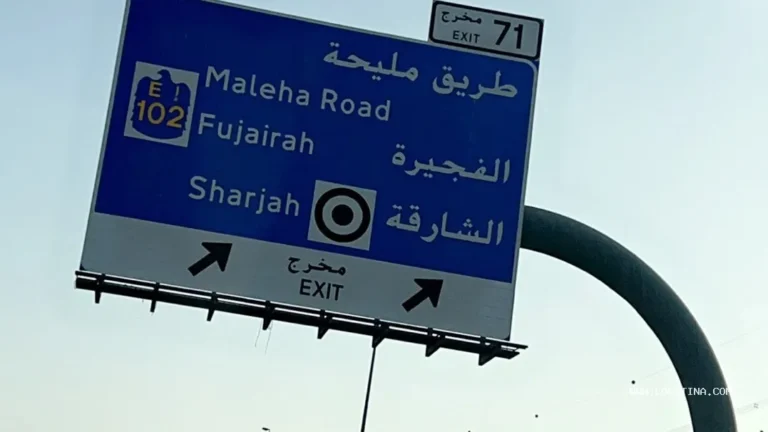 مخرج
EXIT 71
طريق مليحة
Maleha Road
E 102
Fujairah
الفجيرة
Sharjah
الشارقة
مخرج
EXIT